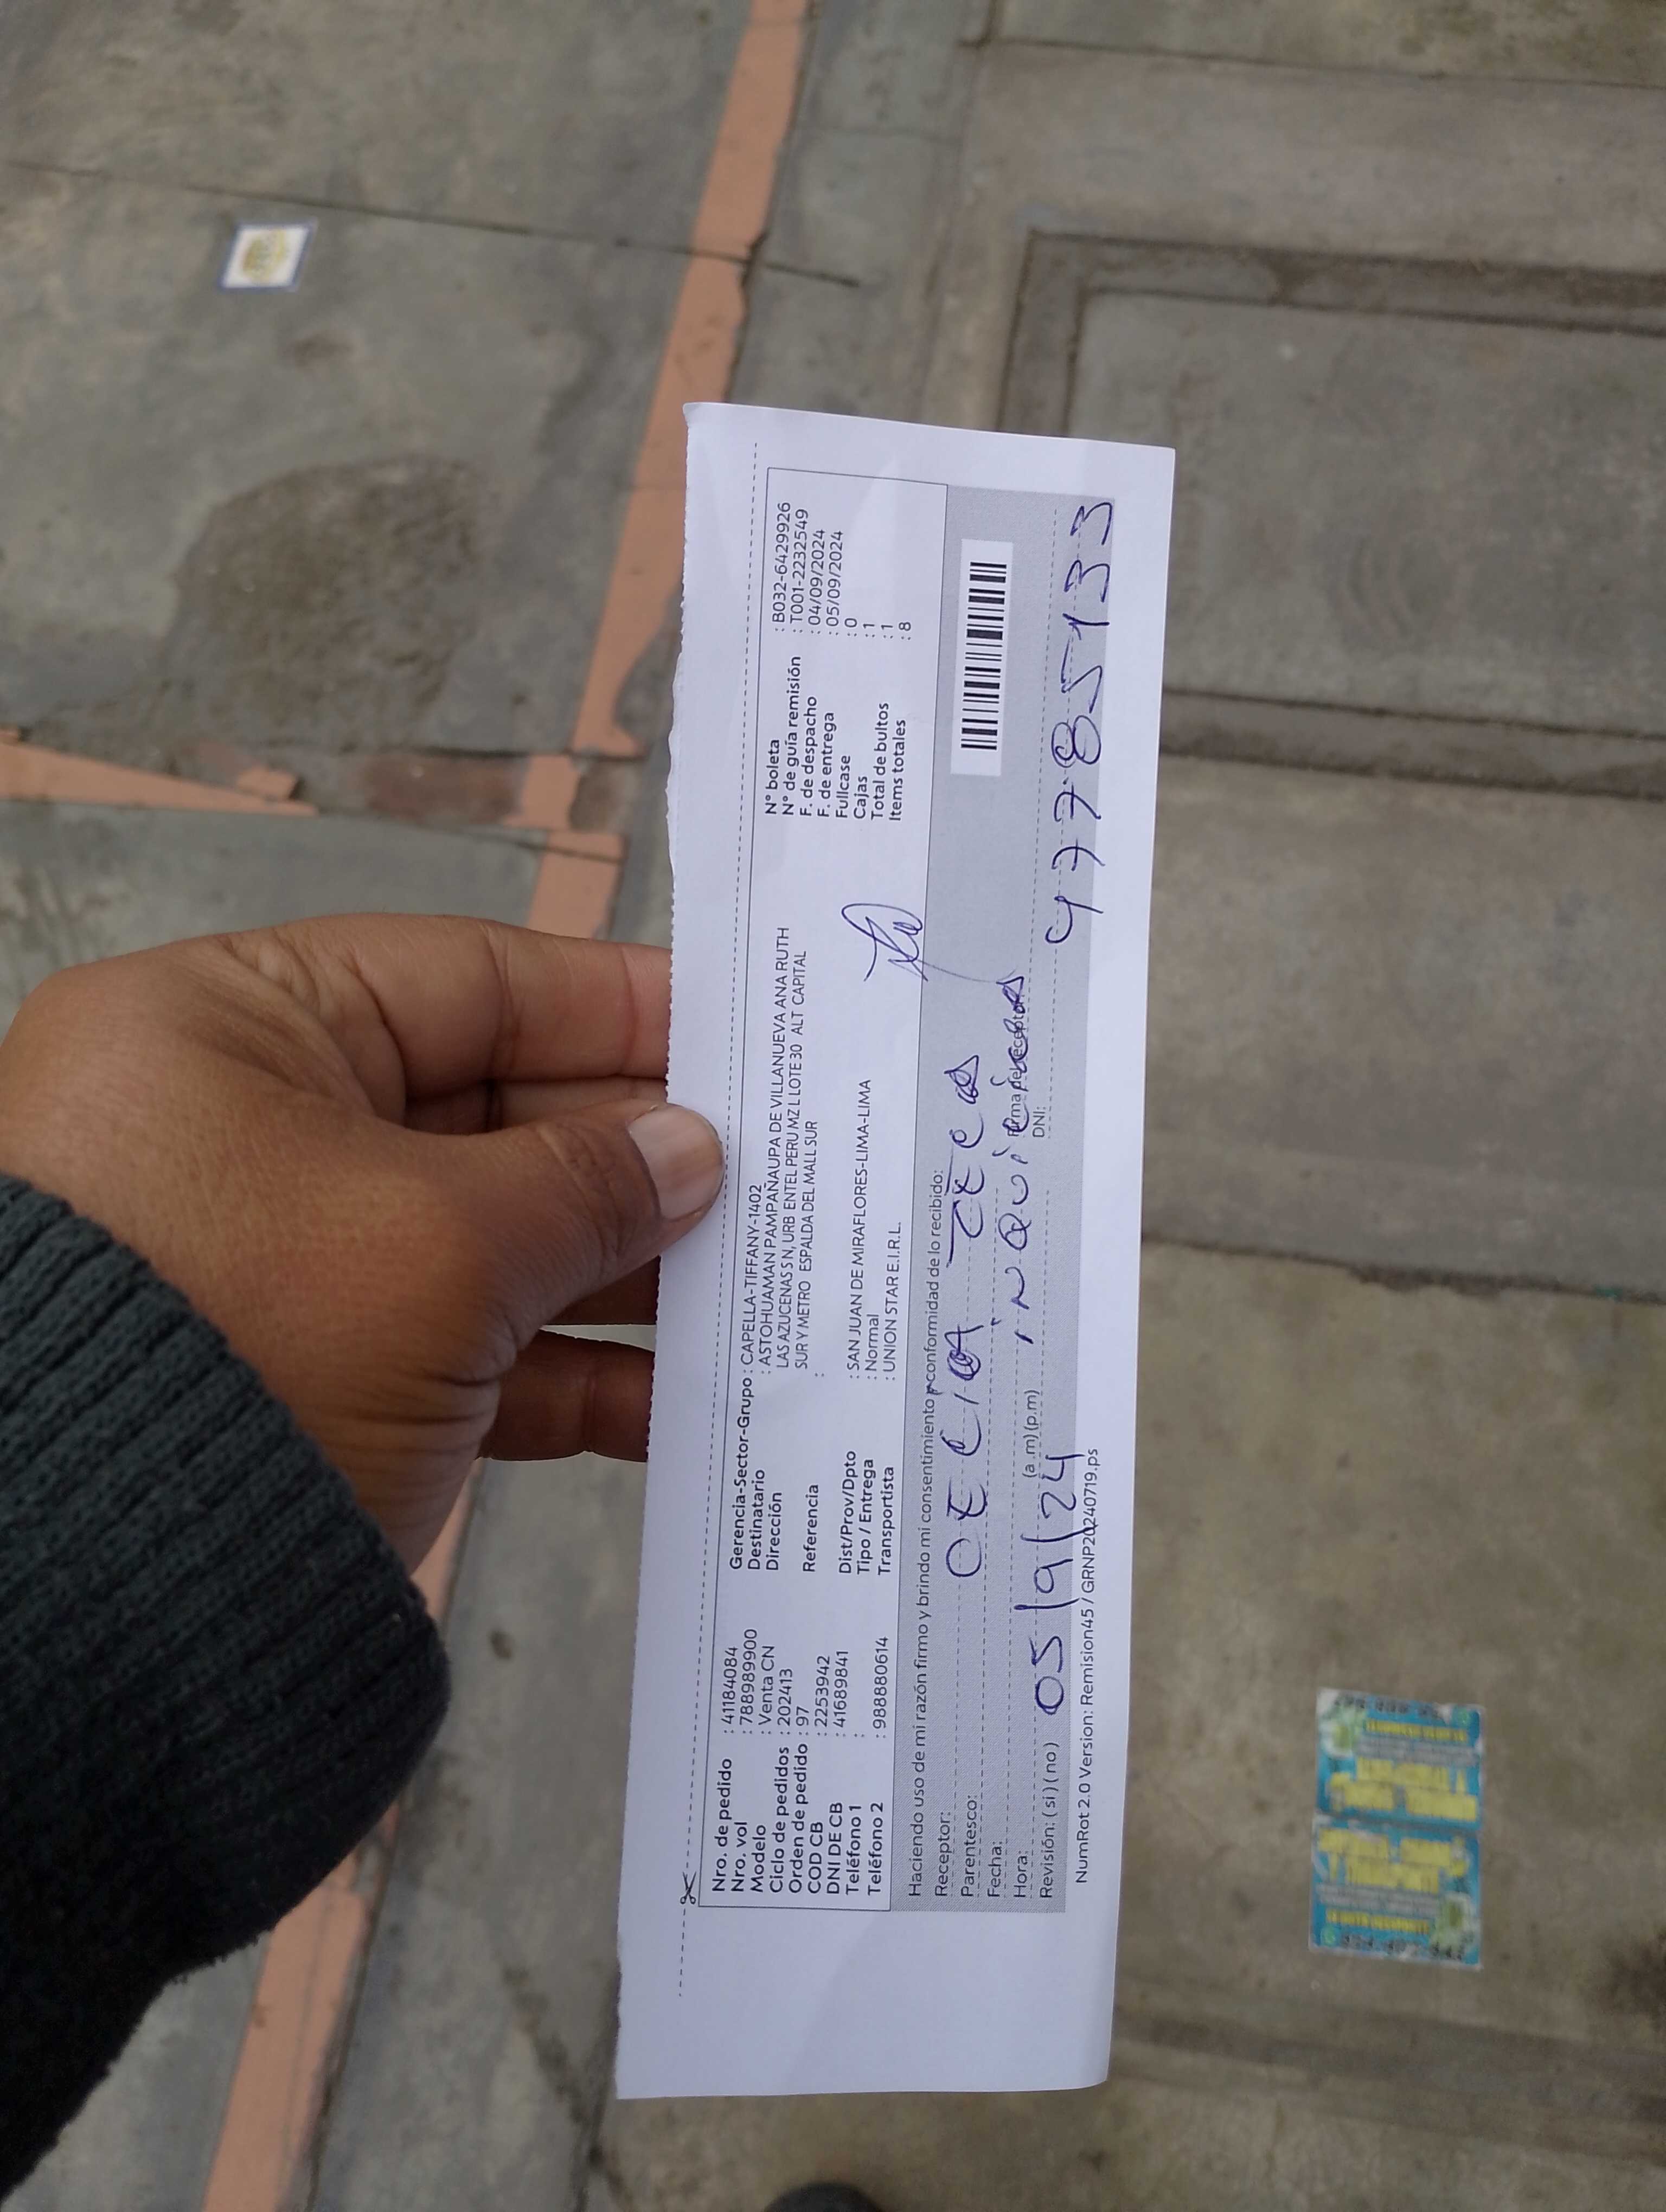 Nro. de pedido : 41184084
Nro. vol : 788989900
Modelo : Venta CN
Ciclo de pedidos : 202413
Orden de pedido : 97
COD CB : 2253942
DNI DE CB : 41689841
Teléfono 1 :
Teléfono 2 : 988880614
Gerencia-Sector-Grupo : CAPELLA-TIFFANY-1402
Destinatario : ASTOHUAMAN PAMPAÑAUPA DE VILLANUEVA ANA RUTH
Dirección LAS AZUCENAS S N, URB ENTEL PERU MZ L LOTE 30 ALT CAPITAL
SUR Y METRO ESPALDA DEL MALL SUR
Referencia :
Dist/Prov/Dpto : SAN JUAN DE MIRAFLORES-LIMA-LIMA
Tipo / Entrega : Normal
Transportista : UNION STAR E.I.R.L.
N° boleta : B032-6429926
N° de guía remisión : T001-2232549
F. de despacho : 04/09/2024
F. de entrega : 05/09/2024
Fullcase : 0
Cajas : 1
Total de bultos : 1
Items totales : 8
Haciendo uso de mi razón firmo y brindo mi consentimiento conformidad de lo recibido:
Receptor:
Parentesco:
Fecha:
Hora: (a.m)(p.m)
Firma del receptor
DNI: 47785133
Revisión: (si)(no) 05/9/24
NumRot 2.0 Version: Remision45 / GRNP20240719.ps